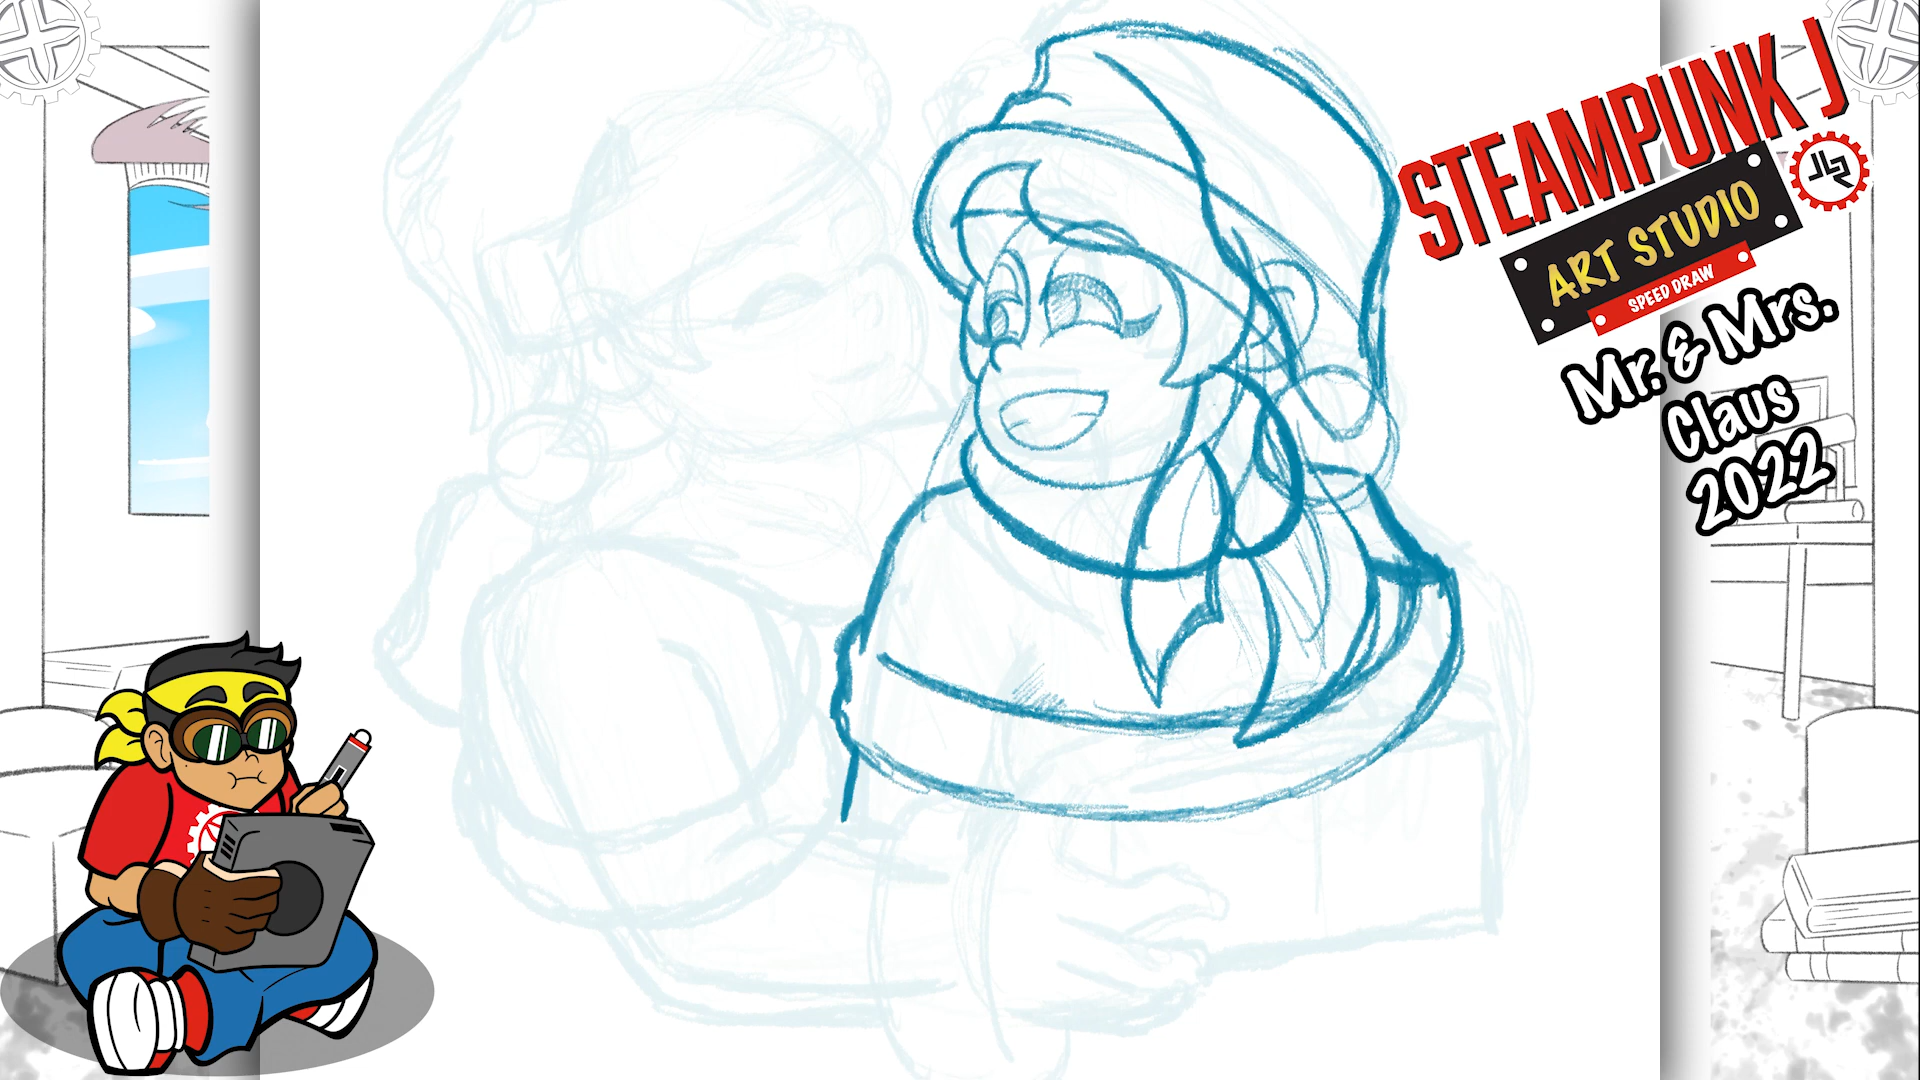 STEAMPUNK J
ART STUDIO
SPEED DRAW
Mr. & Mrs.
Claus
2022